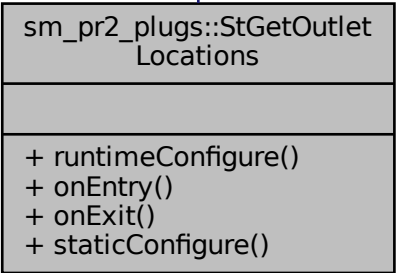 sm_pr2_plugs::StGetOutlet
Locations
+ runtimeConfigure()
+ onEntry()
+ onExit()
+ staticConfigure()